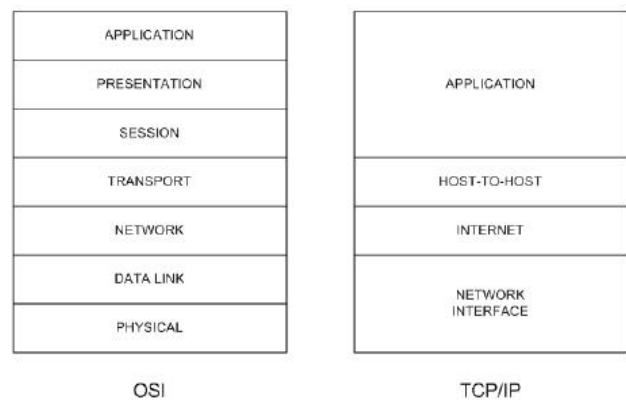 APPLICATION
PRESENTATION
SESSION
TRANSPORT
NETWORK
DATA LINK
PHYSICAL
OSI
APPLICATION
HOST-TO-HOST
INTERNET
NETWORK
INTERFACE
TCP/IP